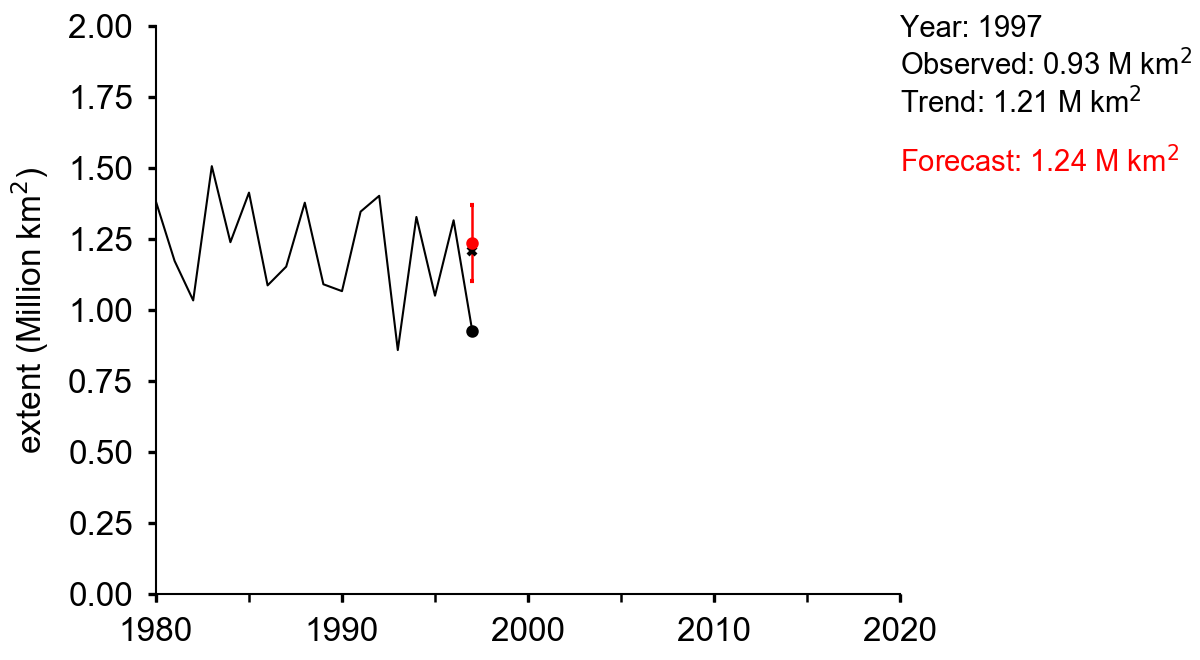 2.00
1.75
1.50
1.25
1.00
0.75
0.50
0.25
0.00
extent (Million km²)
1980
1990
2000
2010
2020
Year: 1997
Observed: 0.93 M km²
Trend: 1.21 M km²
Forecast: 1.24 M km²